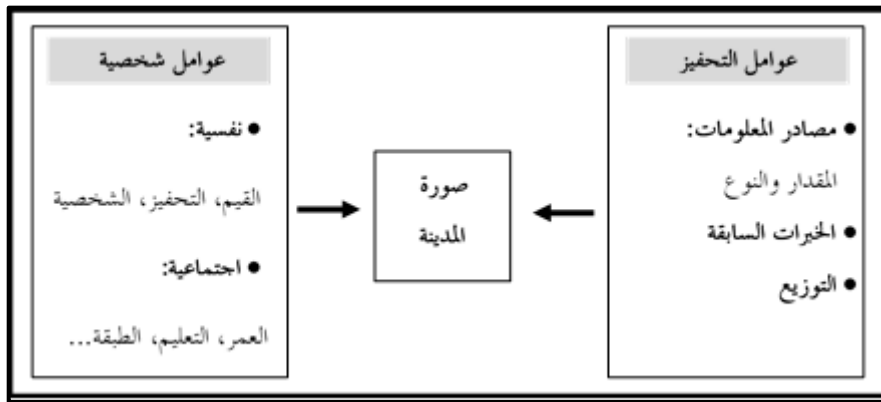 عوامل التحفيز
● مصادر المعلومات:
المقدار والنوع
● الخبرات السابقة
● التوزيع
صورة
المدينة
عوامل شخصية
● نفسية:
القيم، التحفيز، الشخصية
● اجتماعية:
العمر، التعليم، الطبقة...